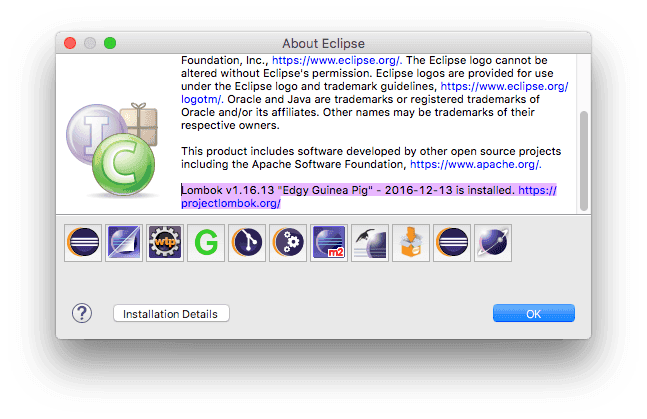 About Eclipse
Foundation, Inc., https://www.eclipse.org/. The Eclipse logo cannot be
altered without Eclipse's permission. Eclipse logos are provided for use
under the Eclipse logo and trademark guidelines, https://www.eclipse.org/
logotm/. Oracle and Java are trademarks or registered trademarks of
Oracle and/or its affiliates. Other names may be trademarks of their
respective owners.
This product includes software developed by other open source projects
including the Apache Software Foundation, https://www.apache.org/.
Lombok v1.16.13 "Edgy Guinea Pig" - 2016-12-13 is installed. https://
projectlombok.org/
I
C
wtp
G
m2
?
Installation Details
OK